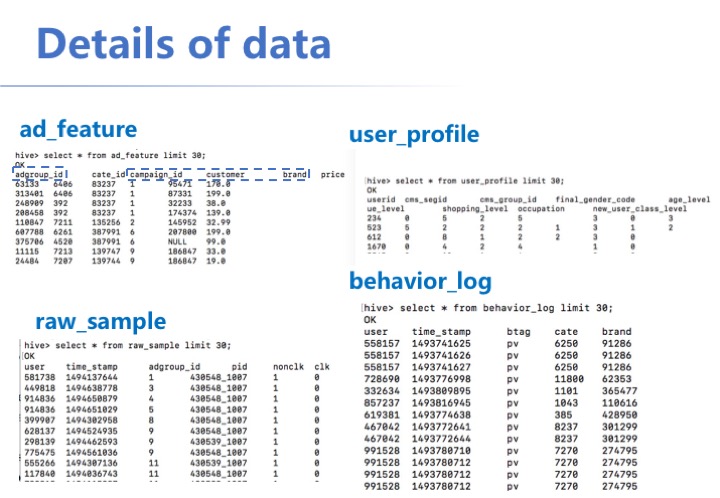 Details of data
ad_feature
hive> select * from ad_feature limit 30;
OK
adgroup_id cate_id campaign_id customer brand price
63133 6406 83237 1 95471 170.0
313401 6406 83237 1 87331 199.0
248909 392 83237 1 32233 38.0
208458 392 83237 1 174374 139.0
110847 7211 135256 2 145952 32.99
607788 6261 387991 6 207800 199.0
375706 4520 387991 6 NULL 99.0
11115 7213 139747 9 186847 33.0
24484 7207 139744 9 186847 19.0
user_profile
hive> select * from user_profile limit 30;
OK
userid cms_segid cms_group_id final_gender_code age_level
ue_level shopping_level occupation new_user_class_level
234 0 5 2 5 3 0 3
523 5 2 2 2 1 3 1 2
612 0 8 1 2 2 3 0
1670 0 4 2 4 1 0
raw_sample
hive> select * from raw_sample limit 30;
OK
user time_stamp adgroup_id pid nonclk clk
581738 1494137644 1 430548_1007 1 0
449818 1494638778 3 430548_1007 1 0
914836 1494650879 4 430548_1007 1 0
914836 1494651029 5 430548_1007 1 0
399907 1494302958 8 430548_1007 1 0
628137 1494524935 9 430548_1007 1 0
298139 1494462593 9 430539_1007 1 0
775475 1494561036 9 430548_1007 1 0
555266 1494307136 11 430539_1007 1 0
117840 1494036743 11 430548_1007 1 0
behavior_log
hive> select * from behavior_log limit 30;
OK
user time_stamp btag cate brand
558157 1493741625 pv 6250 91286
558157 1493741626 pv 6250 91286
558157 1493741627 pv 6250 91286
728690 1493776998 pv 11800 62353
332634 1493809895 pv 1101 365477
857237 1493816945 pv 1043 110616
619381 1493774638 pv 385 428950
467042 1493772641 pv 8237 301299
467042 1493772644 pv 8237 301299
991528 1493780710 pv 7270 274795
991528 1493780712 pv 7270 274795
991528 1493780712 pv 7270 274795
991528 1493780712 pv 7270 274795